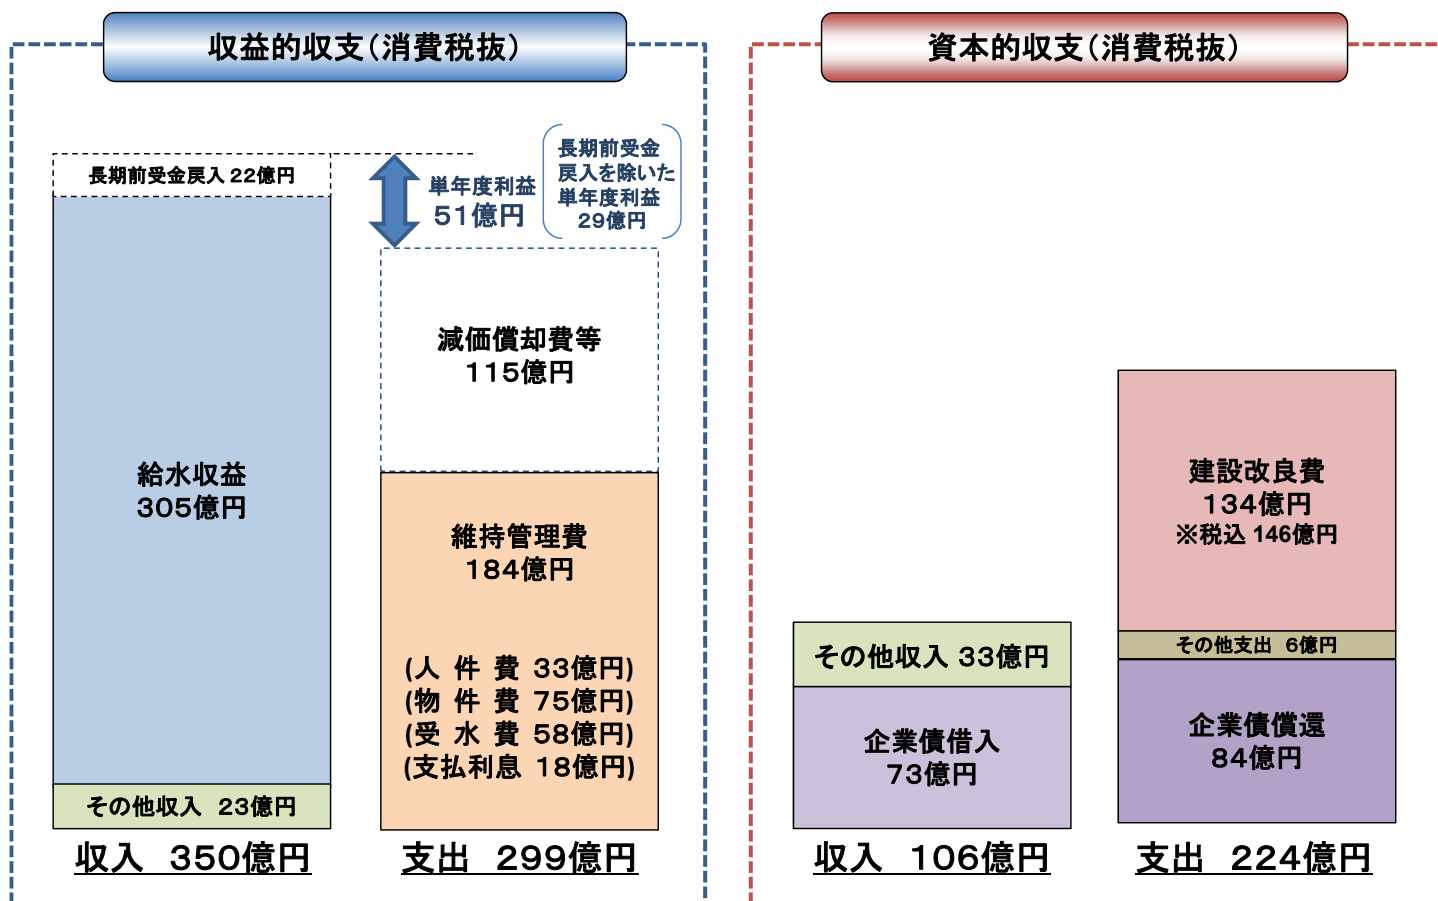 収益的収支（消費税抜）
長期前受金戻入 22億円
給水収益
305億円
その他収入　23億円
収入　350億円
単年度利益
51億円
長期前受金
戻入を除いた
単年度利益
29億円
減価償却費等
115億円
維持管理費
184億円
(人 件 費 33億円)
(物 件 費 75億円)
(受 水 費 58億円)
(支払利息 18億円)
支出　299億円
資本的収支（消費税抜）
その他収入 33億円
企業債借入
73億円
収入　106億円
建設改良費
134億円
※税込 146億円
その他支出　6億円
企業債償還
84億円
支出　224億円